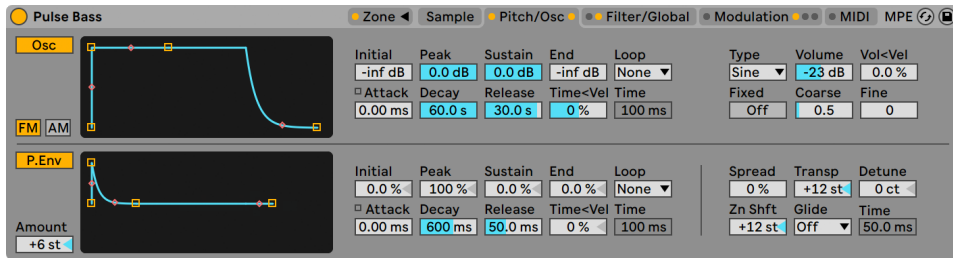 Pulse Bass Zone Sample Pitch/Osc Filter/Global Modulation MIDI MPE
Osc
Initial Peak Sustain End Loop Type Volume Vol<Vel
-inf dB 0.0 dB 0.0 dB -inf dB None Sine -23 dB 0.0 %
Attack Decay Release Time<Vel Time Fixed Coarse Fine
0.00 ms 60.0 s 30.0 s 0 % 100 ms Off 0.5 0
FM AM
P.Env
Initial Peak Sustain End Loop Spread Transp Detune
0.0 % 100 % 0.0 % 0.0 % None 0 % +12 st 0 ct
Attack Decay Release Time<Vel Time Zn Shft Glide Time
0.00 ms 600 ms 50.0 ms 0 % 100 ms +12 st Off 50.0 ms
Amount
+6 st